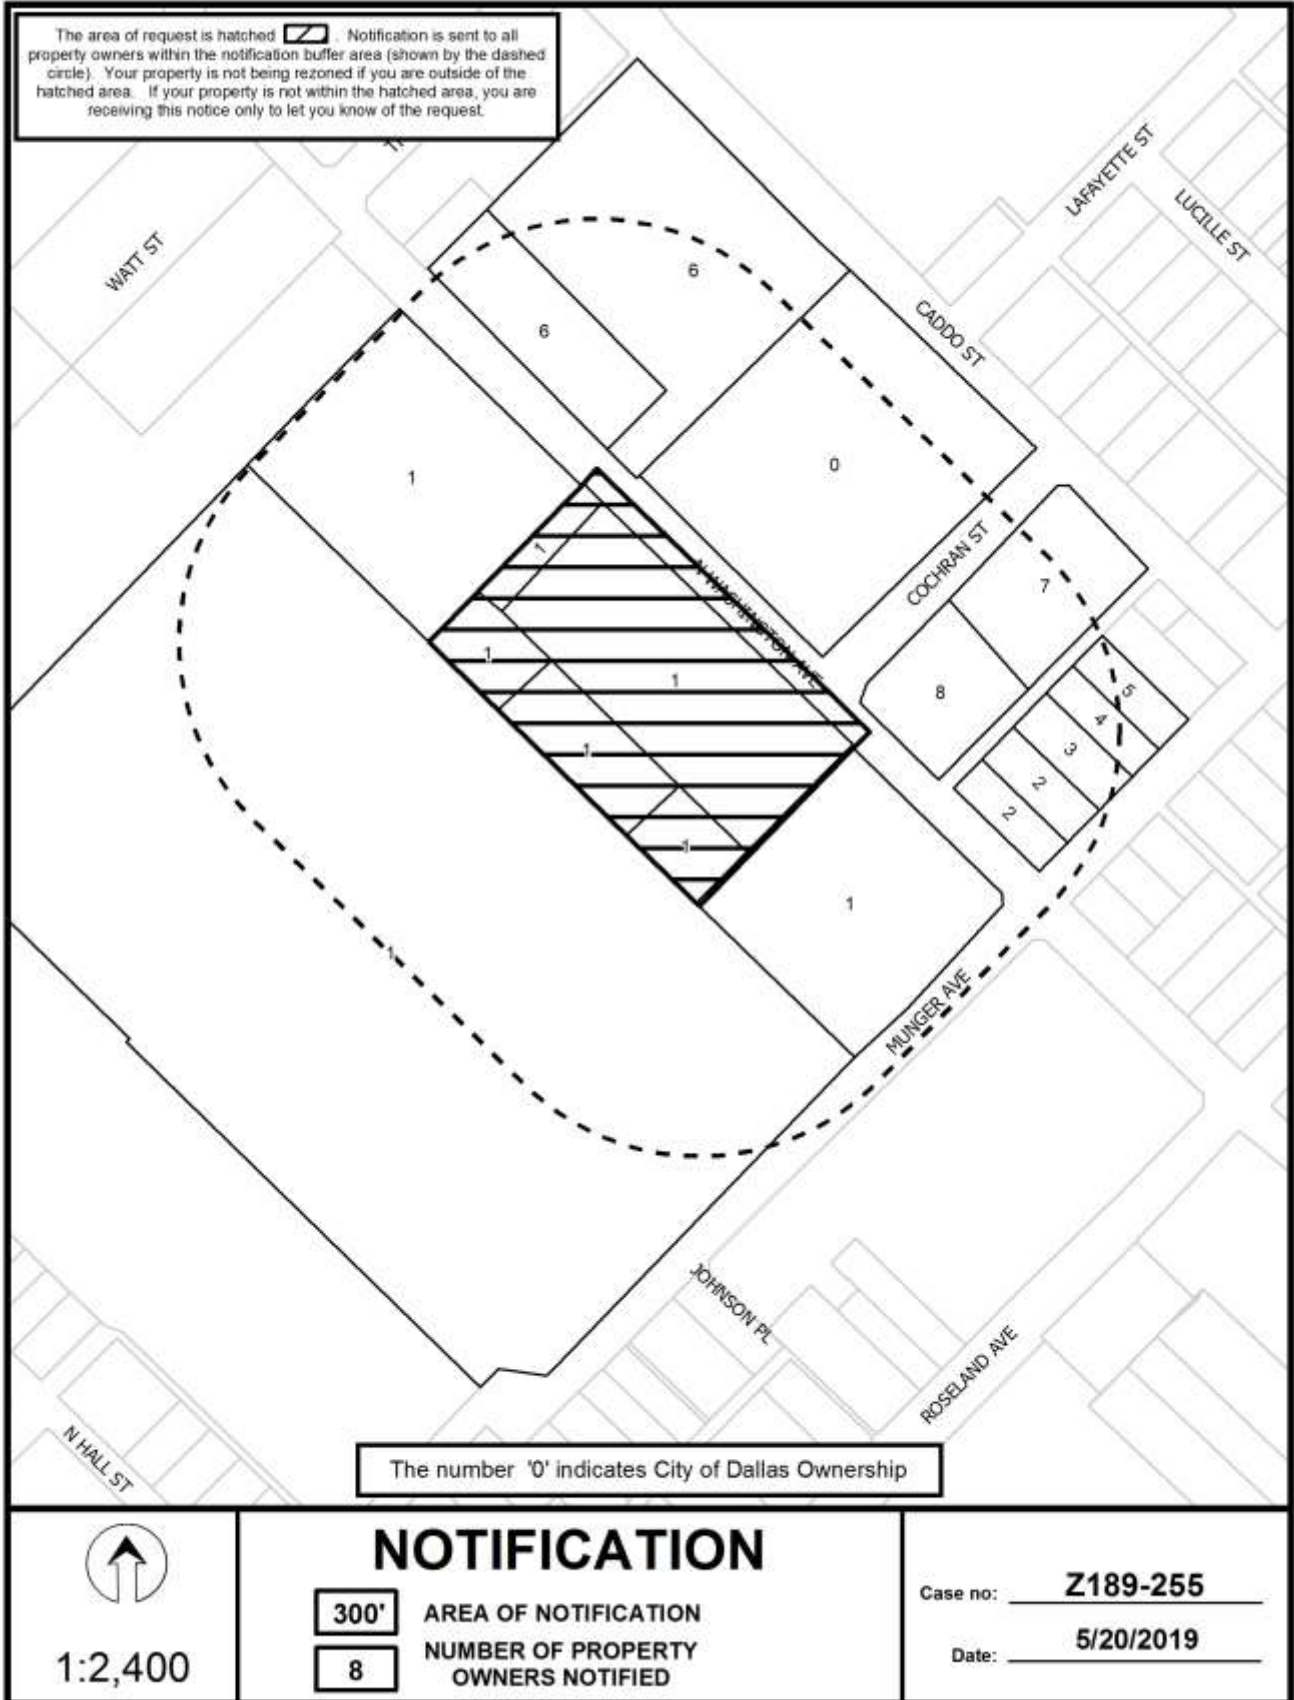 The area of request is hatched . Notification is sent to all
property owners within the notification buffer area (shown by the dashed
circle). Your property is not being rezoned if you are outside of the
hatched area. If your property is not within the hatched area, you are
receiving this notice only to let you know of the request.
WATT ST
LAFAYETTE ST
LUCILLE ST
CADDO ST
6
6
1
0
COCHRAN ST
7
N WASHINGTON AVE
1
1
1
8
5
4
3
2
2
1
1
1
1
MUNGER AVE
JOHNSON PL
ROSELAND AVE
N HALL ST
The number '0' indicates City of Dallas Ownership
1:2,400
NOTIFICATION
300' AREA OF NOTIFICATION
8 NUMBER OF PROPERTY
OWNERS NOTIFIED
Case no: Z189-255
Date: 5/20/2019